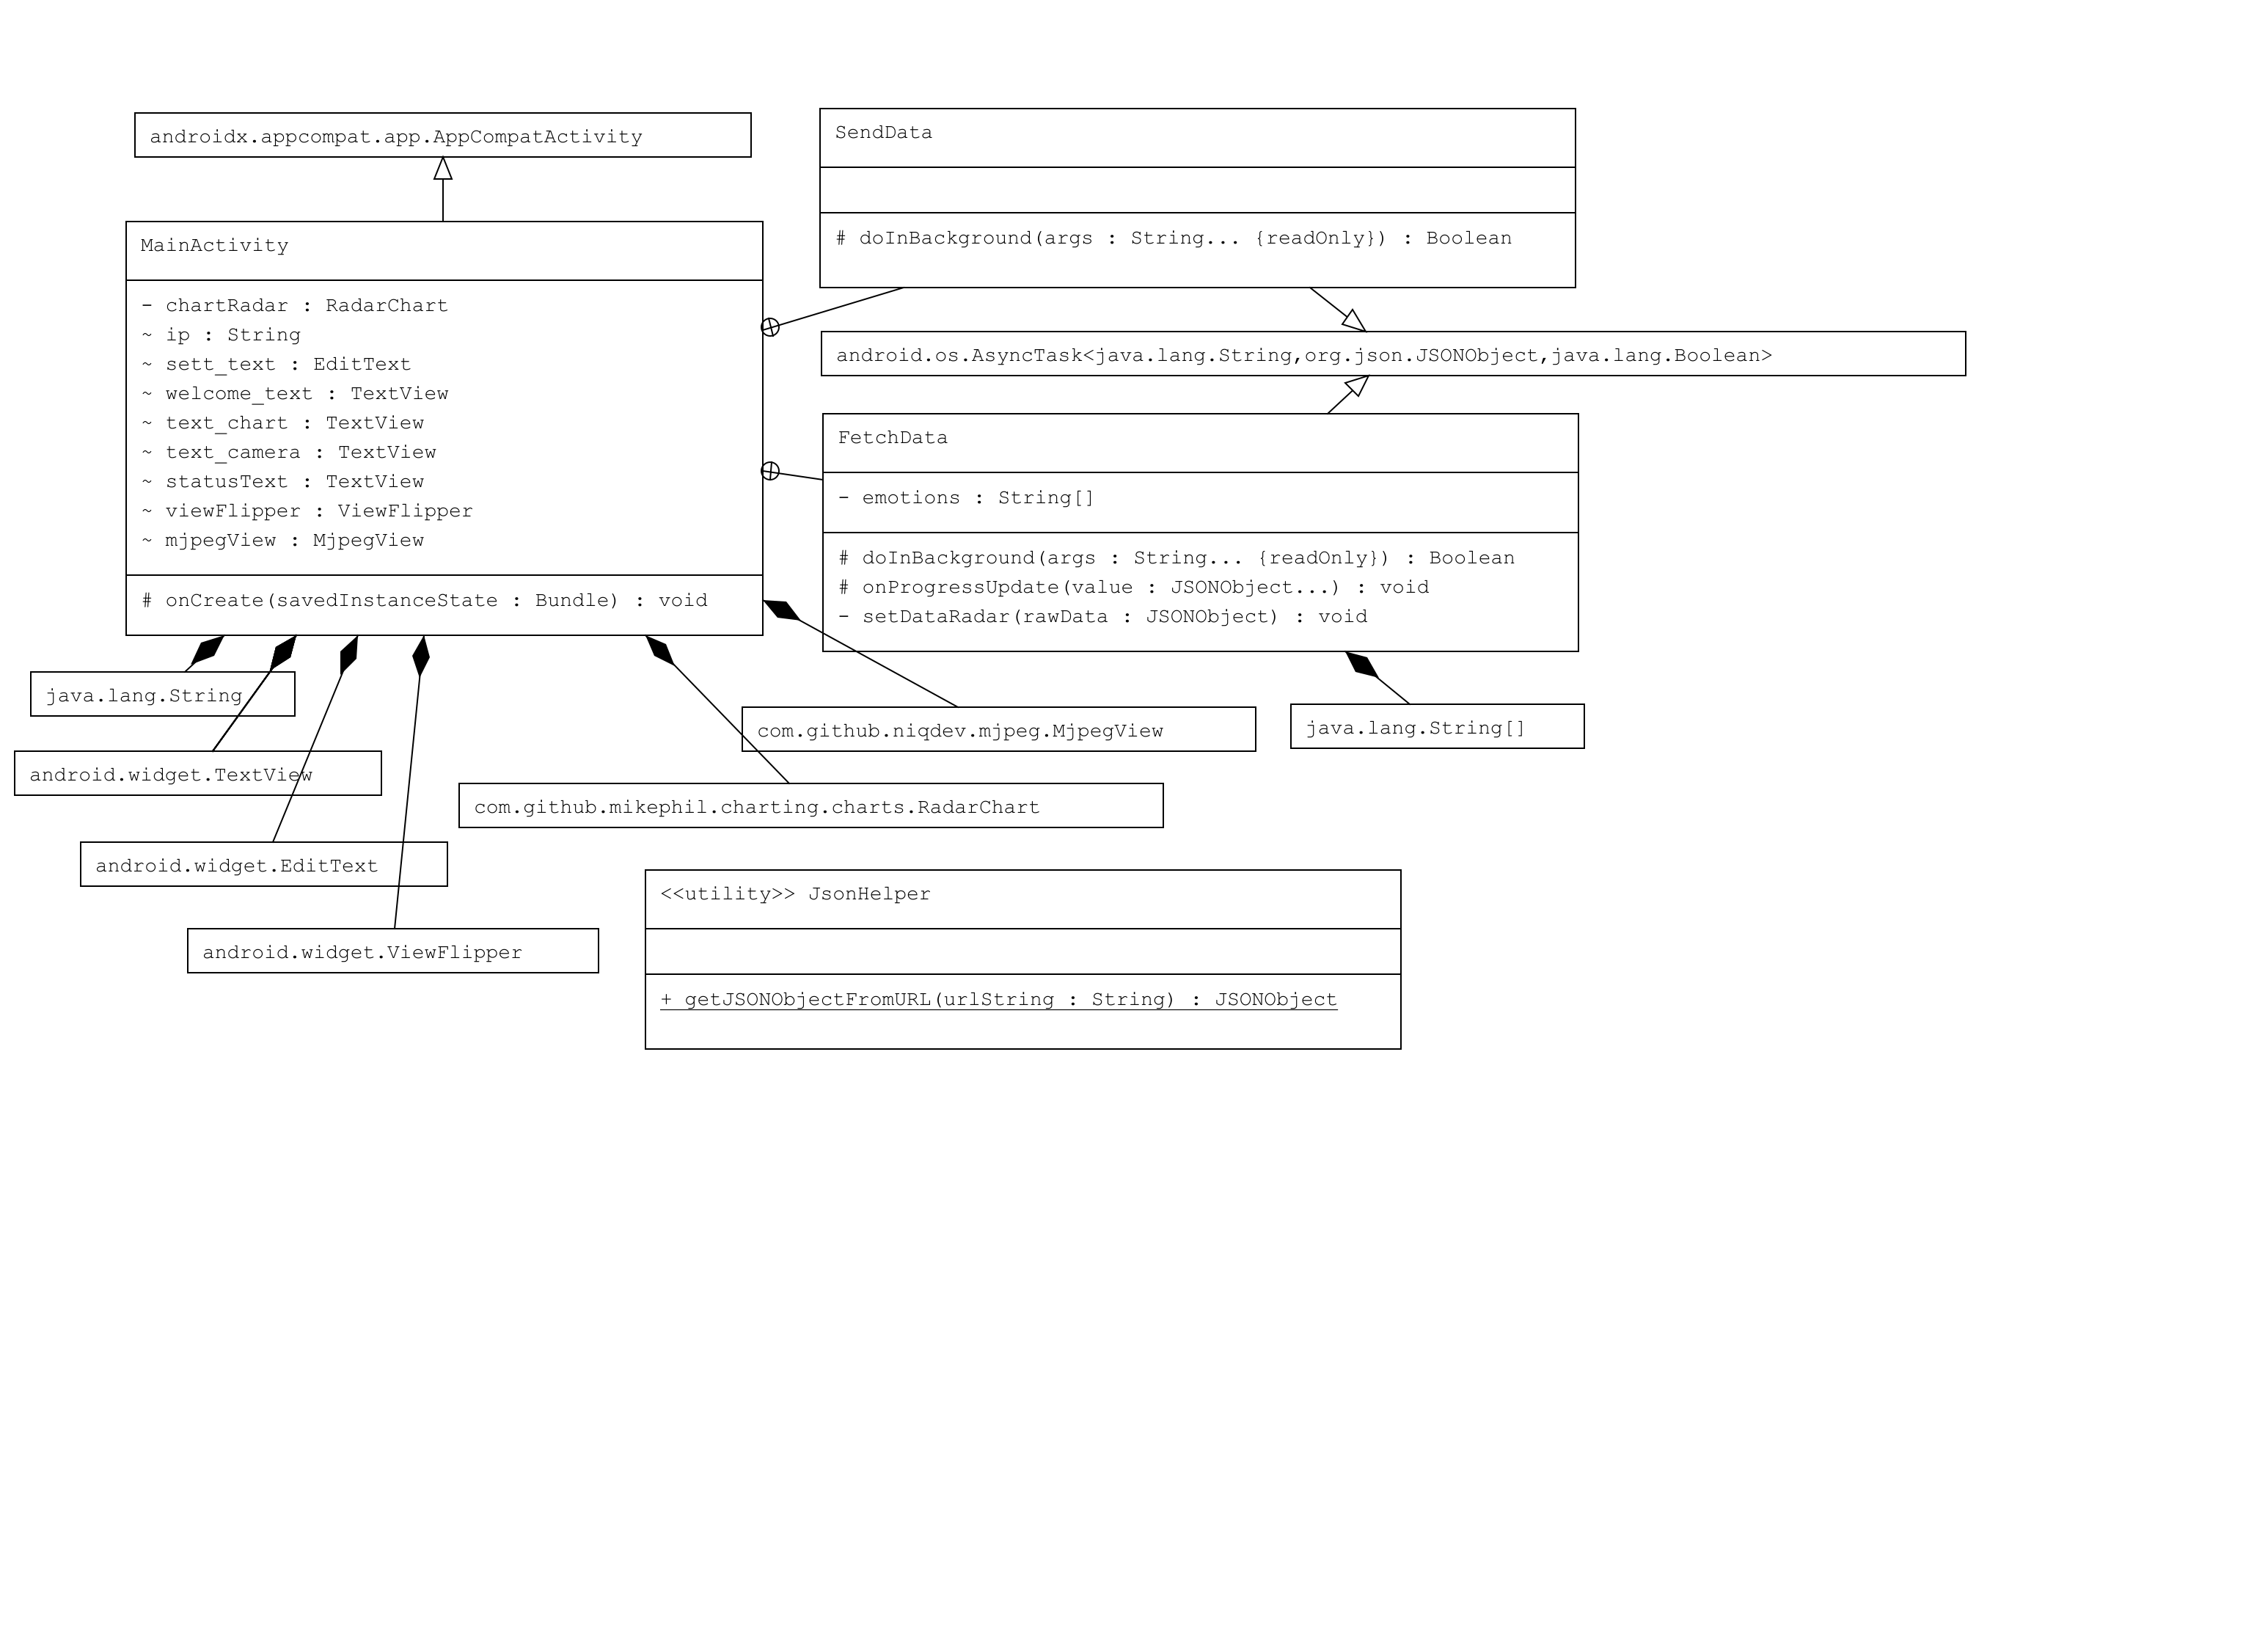 androidx.appcompat.app.AppCompatActivity
MainActivity
- chartRadar : RadarChart
~ ip : String
~ sett_text : EditText
~ welcome_text : TextView
~ text_chart : TextView
~ text_camera : TextView
~ statusText : TextView
~ viewFlipper : ViewFlipper
~ mjpegView : MjpegView
# onCreate(savedInstanceState : Bundle) : void
SendData
# doInBackground(args : String... {readOnly}) : Boolean
android.os.AsyncTask<java.lang.String,org.json.JSONObject,java.lang.Boolean>
FetchData
- emotions : String[]
# doInBackground(args : String... {readOnly}) : Boolean
# onProgressUpdate(value : JSONObject...) : void
- setDataRadar(rawData : JSONObject) : void
java.lang.String
com.github.niqdev.mjpeg.MjpegView
java.lang.String[]
android.widget.TextView
com.github.mikephil.charting.charts.RadarChart
android.widget.EditText
android.widget.ViewFlipper
<<utility>> JsonHelper
+ getJSONObjectFromURL(urlString : String) : JSONObject